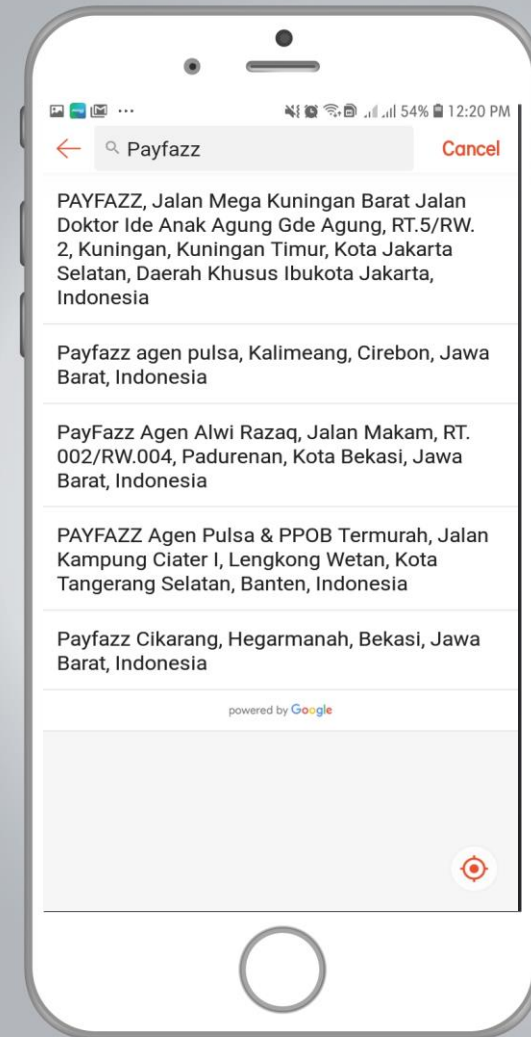 54% 12:20 PM
Payfazz
Cancel
PAYFAZZ, Jalan Mega Kuningan Barat Jalan
Doktor Ide Anak Agung Gde Agung, RT.5/RW.
2, Kuningan, Kuningan Timur, Kota Jakarta
Selatan, Daerah Khusus Ibukota Jakarta,
Indonesia
Payfazz agen pulsa, Kalimeang, Cirebon, Jawa
Barat, Indonesia
PayFazz Agen Alwi Razaq, Jalan Makam, RT.
002/RW.004, Padurenan, Kota Bekasi, Jawa
Barat, Indonesia
PAYFAZZ Agen Pulsa & PPOB Termurah, Jalan
Kampung Ciater I, Lengkong Wetan, Kota
Tangerang Selatan, Banten, Indonesia
Payfazz Cikarang, Hegarmanah, Bekasi, Jawa
Barat, Indonesia
powered by Google